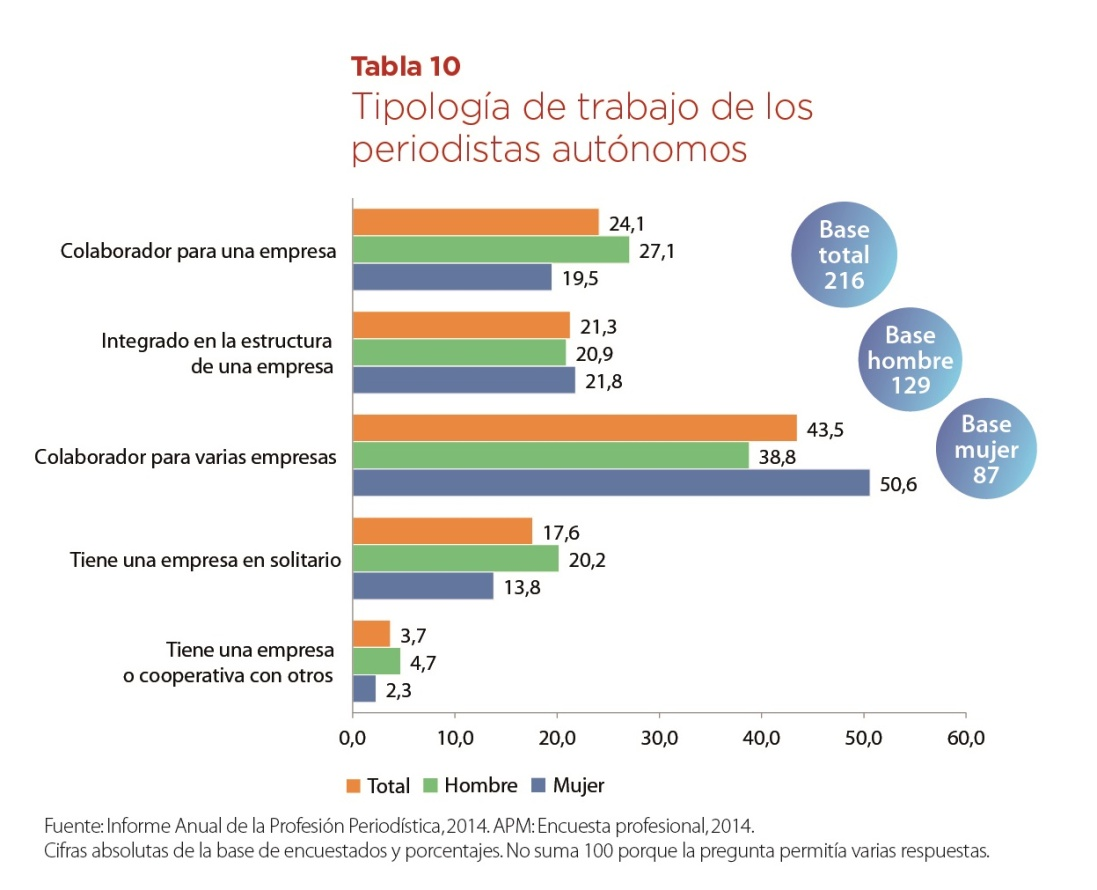 Tabla 10
Tipología de trabajo de los
periodistas autónomos
Colaborador para una empresa
24,1
27,1
19,5
Base
total
216
Integrado en la estructura
de una empresa
21,3
20,9
21,8
Base
hombre
129
Colaborador para varias empresas
43,5
38,8
50,6
Base
mujer
87
Tiene una empresa en solitario
17,6
20,2
13,8
Tiene una empresa
o cooperativa con otros
3,7
4,7
2,3
0,0 10,0 20,0 30,0 40,0 50,0 60,0
Total Hombre Mujer
Fuente: Informe Anual de la Profesión Periodística, 2014. APM: Encuesta profesional, 2014.
Cifras absolutas de la base de encuestados y porcentajes. No suma 100 porque la pregunta permitía varias respuestas.